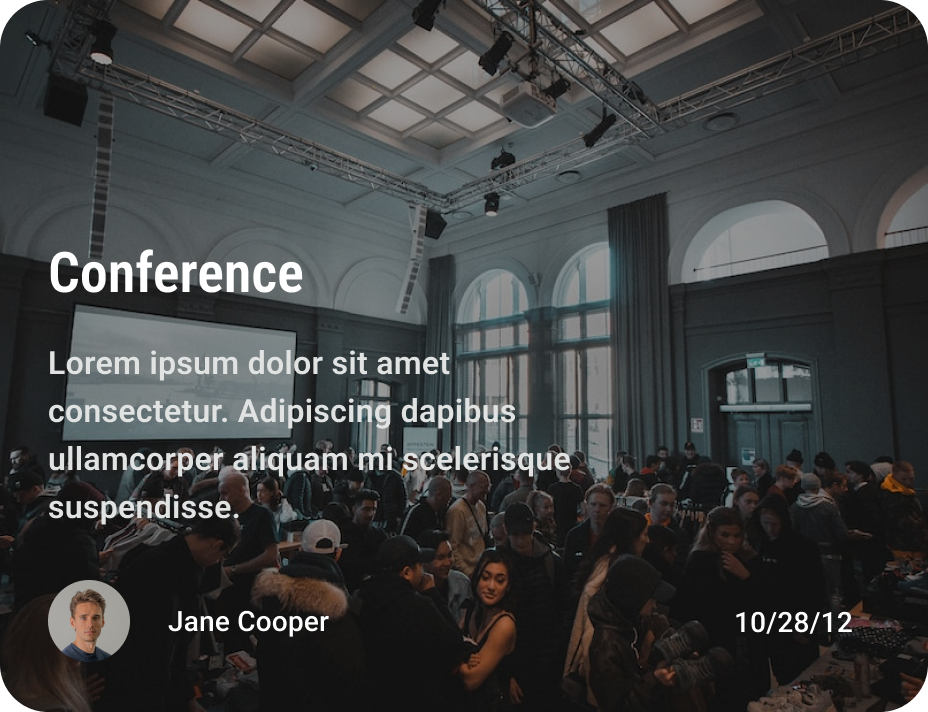 Conference
Lorem ipsum dolor sit amet
consectetur. Adipiscing dapibus
ullamcorper aliquam mi scelerisque
suspendisse.
Jane Cooper
10/28/12